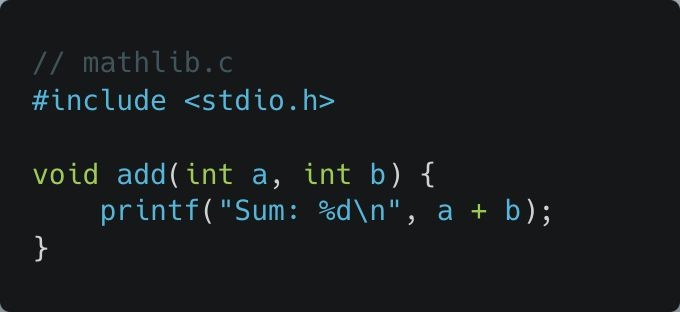 // mathlib.c
#include <stdio.h>
void add(int a, int b) {
printf("Sum: %d\n", a + b);
}